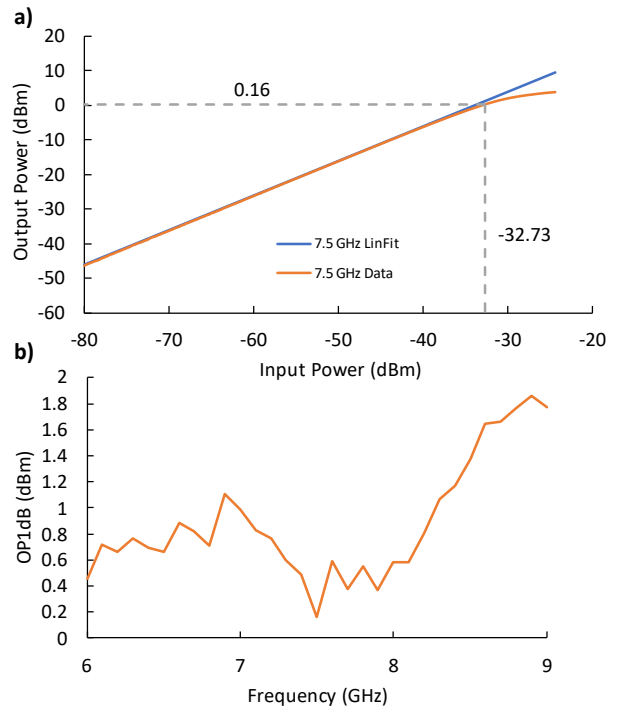 a)
20
10
0
-10
-20
-30
-40
-50
-60
Output Power (dBm)
0.16
-32.73
7.5 GHz LinFit
7.5 GHz Data
-80 -70 -60 -50 -40 -30 -20
Input Power (dBm)
b)
2
1.8
1.6
1.4
1.2
1
0.8
0.6
0.4
0.2
0
OP1dB (dBm)
6 7 8 9
Frequency (GHz)